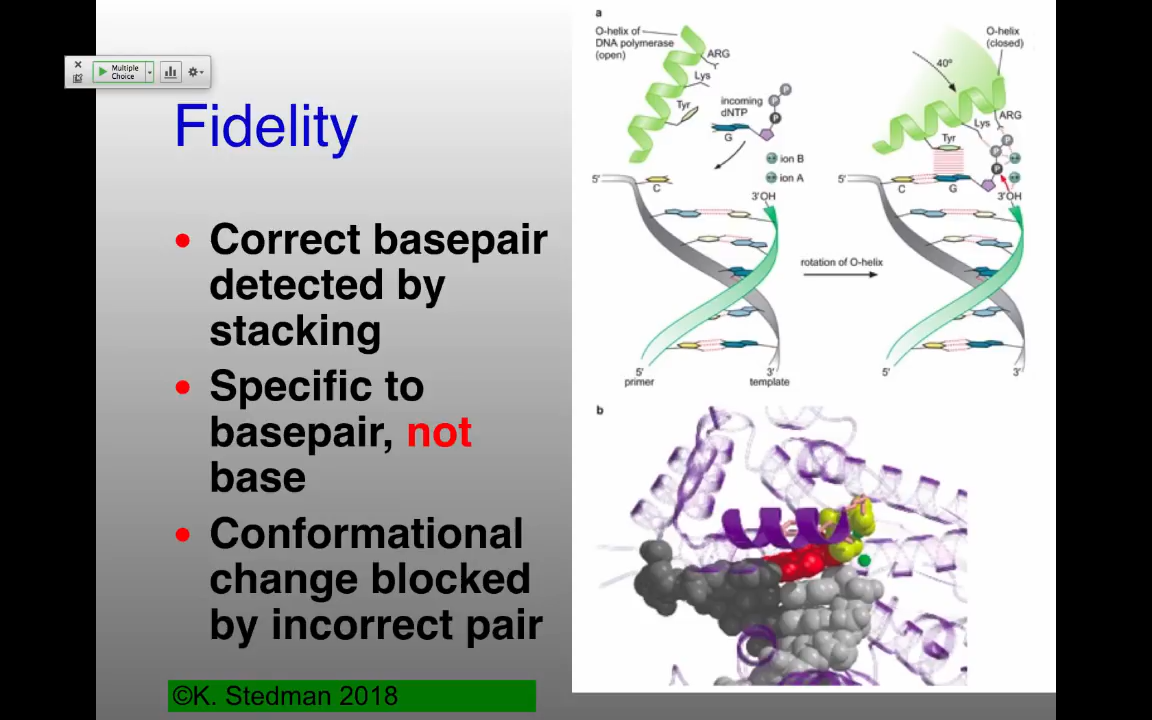 Multiple
Choice
Fidelity
• Correct basepair
detected by
stacking
• Specific to
basepair, not
base
• Conformational
change blocked
by incorrect pair
©K. Stedman 2018
a
O-helix of
DNA polymerase
(open)
ARG
Lys
Tyr
incoming
dNTP
P
P
P
G
ion B
ion A
5'
C
3'OH
5'
primer
3'
template
rotation of O-helix
O-helix
(closed)
40º
ARG
Lys
Tyr
P
P
P
5'
C
G
3'OH
5'
3'
b